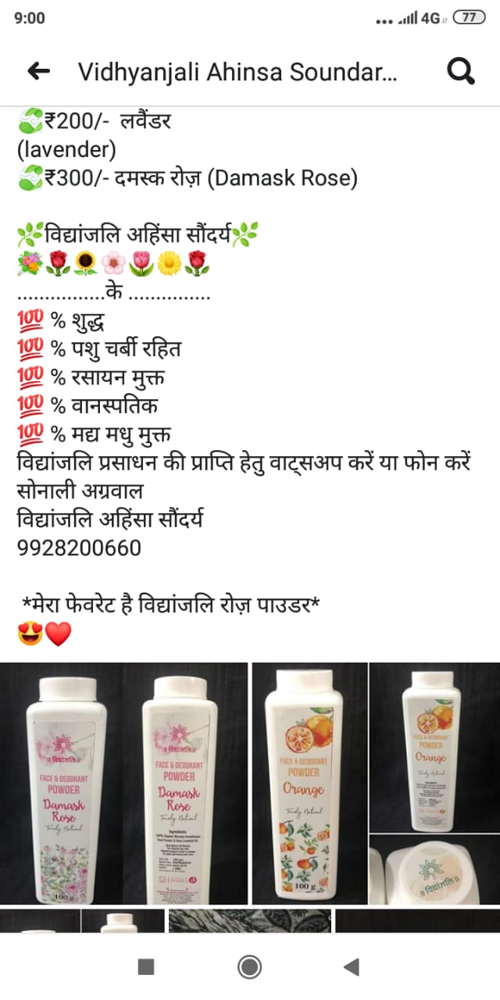 9:00
4G
77
Vidhyanjali Ahinsa Soundar...
₹200/- लवैंडर
(lavender)
₹300/- दमस्क रोज़ (Damask Rose)
🌿विद्यांजलि अहिंसा सौंदर्य🌿
💐🌹🌻🌸🌷🌼🌹
................के ...............
💯 % शुद्ध
💯 % पशु चर्बी रहित
💯 % रसायन मुक्त
💯 % वानस्पतिक
💯 % मद्य मधु मुक्त
विद्यांजलि प्रसाधन की प्राप्ति हेतु वाट्सअप करें या फोन करें
सोनाली अग्रवाल
विद्यांजलि अहिंसा सौंदर्य
9928200660
*मेरा फेवरेट है विद्यांजलि रोज़ पाउडर*
😍❤️
॥ विद्यांजलि ॥
FACE & DEODRANT
POWDER
Damask
Rose
Truly Natural
100 g
॥ विद्यांजलि ॥
FACE & DEODRANT
POWDER
Damask
Rose
Truly Natural
Ingredients:
FACE & DEODRANT
POWDER
Orange
Truly Natural
100 g
FACE & DEODRANT
POWDER
Orange
Truly Natural
॥ विद्यांजलि ॥